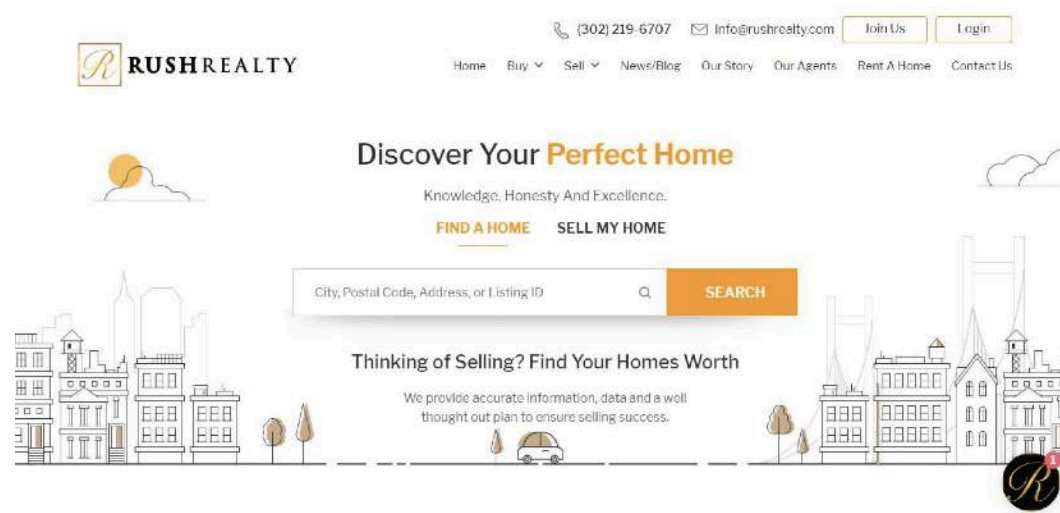 (302) 219-6707 Info@rushrealty.com Join Us Login
R RUSHREALTY
Home Buy Sell News/Blog Our Story Our Agents Rent A Home Contact Us
Discover Your Perfect Home
Knowledge, Honesty And Excellence.
FIND A HOME SELL MY HOME
City, Postal Code, Address, or Listing ID SEARCH
Thinking of Selling? Find Your Homes Worth
We provide accurate information, data and a well
thought out plan to ensure selling success.
R 1